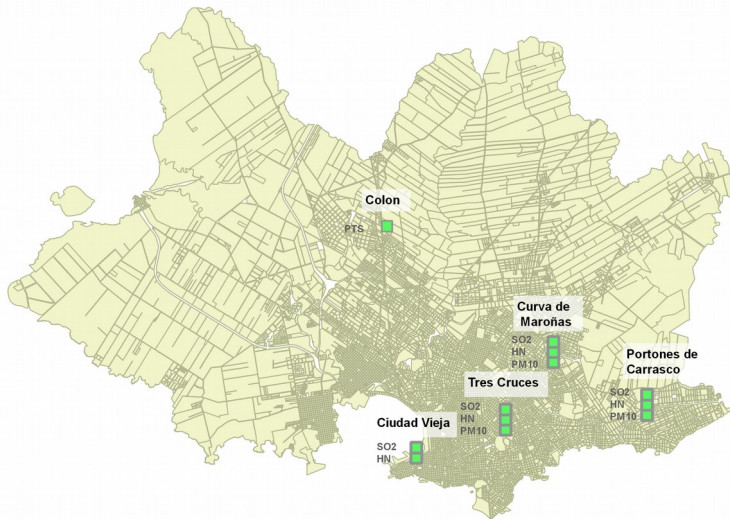 Colon
PTS
Curva de
Maroñas
SO2
HN
PM10
Portones de
Carrasco
SO2
HN
PM10
Tres Cruces
SO2
HN
PM10
Ciudad Vieja
SO2
HN